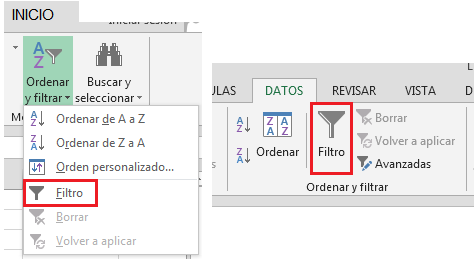 INICIO
Iniciar sesión
Ordenar
y filtrar
Buscar y
seleccionar
Ordenar de A a Z
Ordenar de Z a A
Orden personalizado...
Filtro
Borrar
Volver a aplicar
ULAS DATOS REVISAR VISTA
Ordenar
Filtro
Borrar
Volver a aplicar
Avanzadas
Ordenar y filtrar